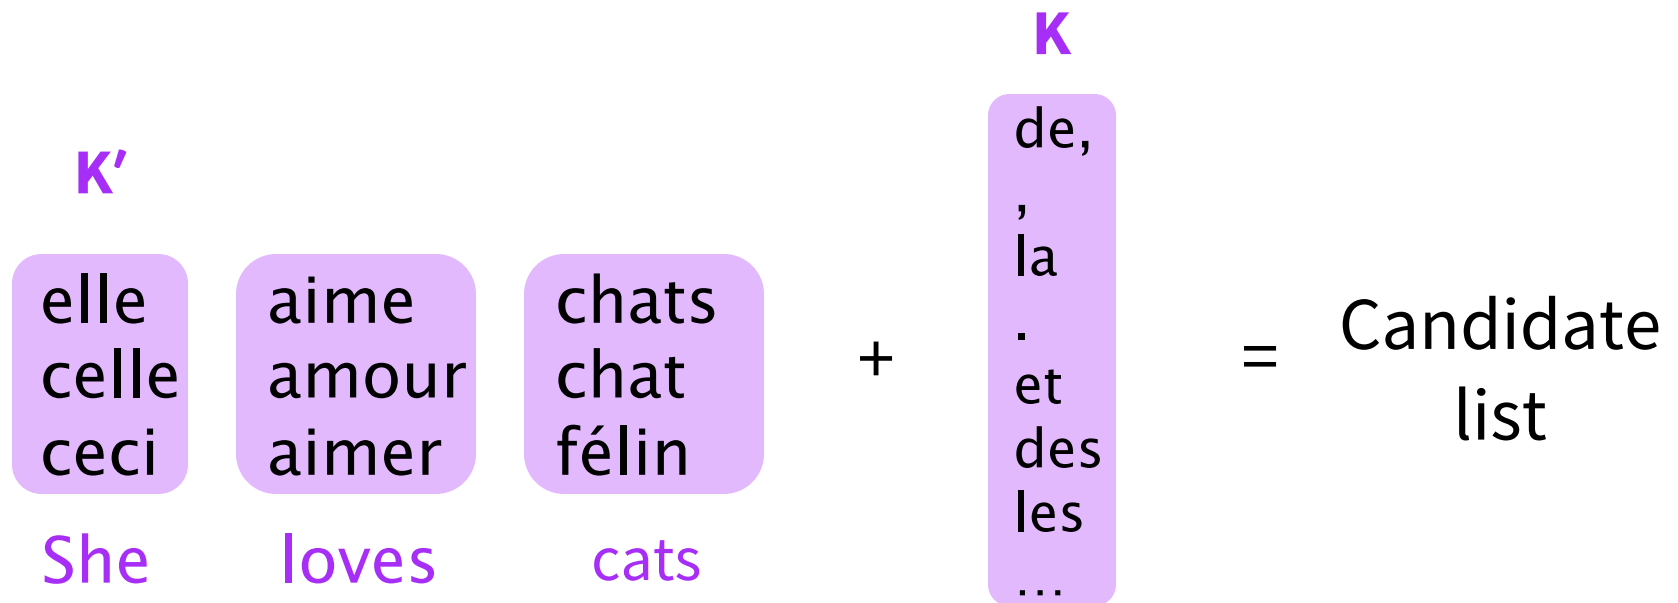 K
de,
,
la
.
et
des
les
…
K′
elle
celle
ceci
She
aime
amour
aimer
loves
chats
chat
félin
cats
+
=
Candidate
list